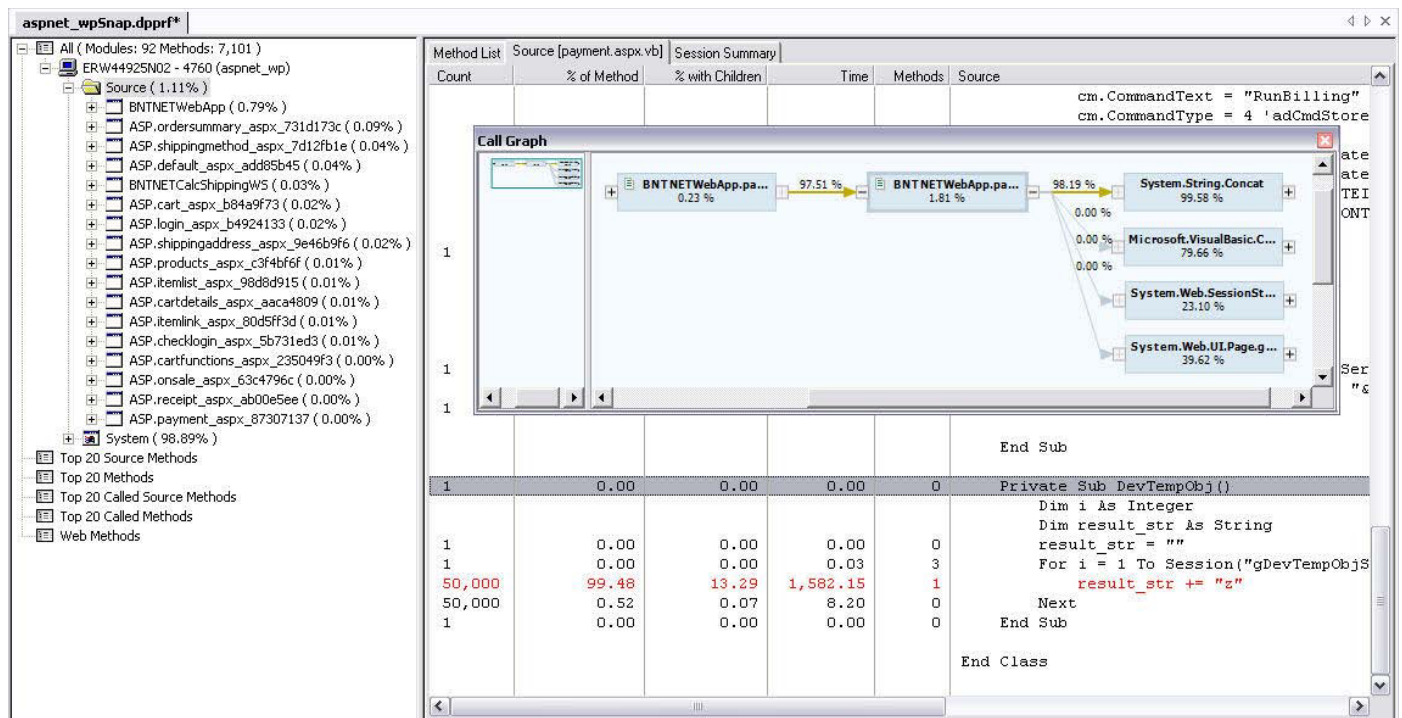 aspnet_wpSnap.dpprf*
All ( Modules: 92 Methods: 7,101 )
ERW44925N02 - 4760 (aspnet_wp)
Source ( 1.11% )
BNTNETWebApp ( 0.79% )
ASP.ordersummary_aspx_731d173c ( 0.09% )
ASP.shippingmethod_aspx_7d12fb1e ( 0.04% )
ASP.default_aspx_add85b45 ( 0.04% )
BNTNETCalcShippingWS ( 0.03% )
ASP.cart_aspx_b84a9f73 ( 0.02% )
ASP.login_aspx_b4924133 ( 0.02% )
ASP.shippingaddress_aspx_9e46b9f6 ( 0.02% )
ASP.products_aspx_c3f4bf6f ( 0.01% )
ASP.itemlist_aspx_98d8d915 ( 0.01% )
ASP.cartdetails_aspx_aaca4809 ( 0.01% )
ASP.itemlink_aspx_80d5ff3d ( 0.01% )
ASP.checklogin_aspx_5b731ed3 ( 0.01% )
ASP.cartfunctions_aspx_235049f3 ( 0.00% )
ASP.onsale_aspx_63c4796c ( 0.00% )
ASP.receipt_aspx_ab00e5ee ( 0.00% )
ASP.payment_aspx_87307137 ( 0.00% )
System ( 98.89% )
Top 20 Source Methods
Top 20 Methods
Top 20 Called Source Methods
Top 20 Called Methods
Web Methods
Method List Source [payment.aspx.vb] Session Summary
Count % of Method % with Children Time Methods Source
cm.CommandText = "RunBilling"
cm.CommandType = 4 'adCmdStore
Call Graph
ate
ate
TEI
ONT
BNTNETWebApp.pa...
0.23 %
97.51 %
BNTNETWebApp.pa...
1.81 %
98.19 %
System.String.Concat
99.58 %
0.00 %
0.00 %
Microsoft.VisualBasic.C...
79.66 %
0.00 %
System.Web.SessionSt...
23.10 %
System.Web.UI.Page.g...
39.62 %
1
1 Ser
"&
1
End Sub
1 0.00 0.00 0.00 0 Private Sub DevTempObj()
Dim i As Integer
Dim result_str As String
1 0.00 0.00 0.00 0 result_str = ""
1 0.00 0.00 0.03 3 For i = 1 To Session("gDevTempObjS
50,000 99.48 13.29 1,582.15 1 result_str += "z"
50,000 0.52 0.07 8.20 0 Next
1 0.00 0.00 0.00 0 End Sub
End Class